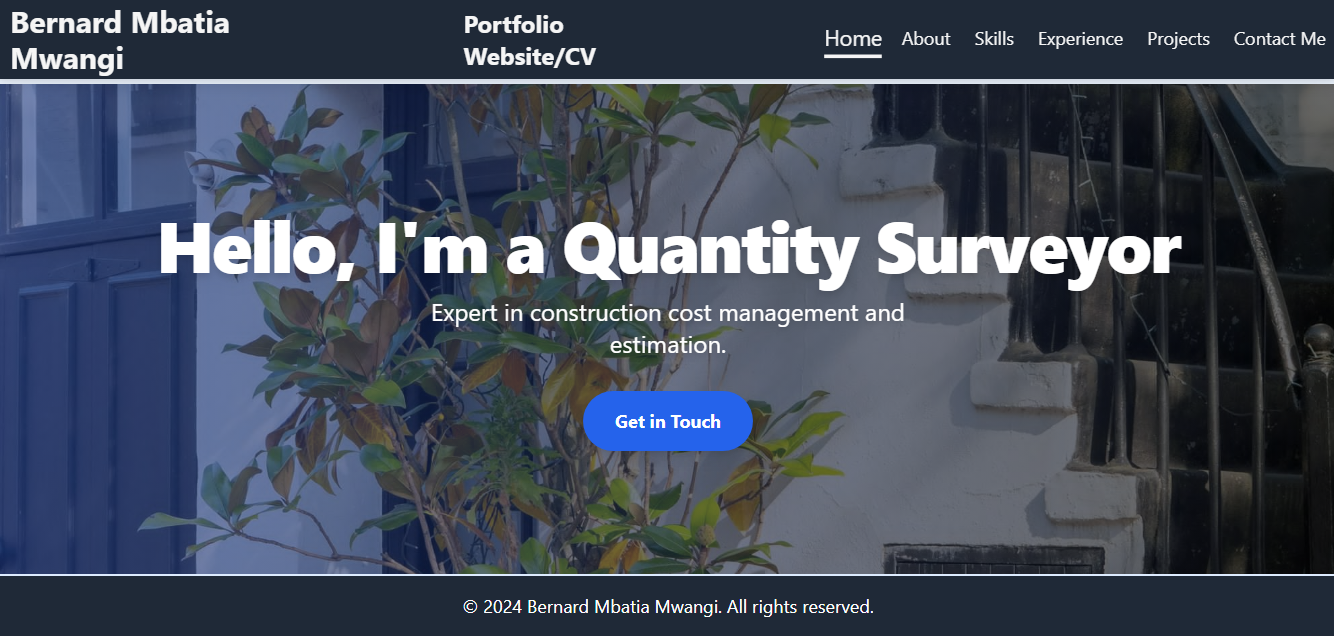 Bernard Mbatia
Mwangi
Portfolio
Website/CV
Home About Skills Experience Projects Contact Me
Hello, I'm a Quantity Surveyor
Expert in construction cost management and
estimation.
Get in Touch
© 2024 Bernard Mbatia Mwangi. All rights reserved.